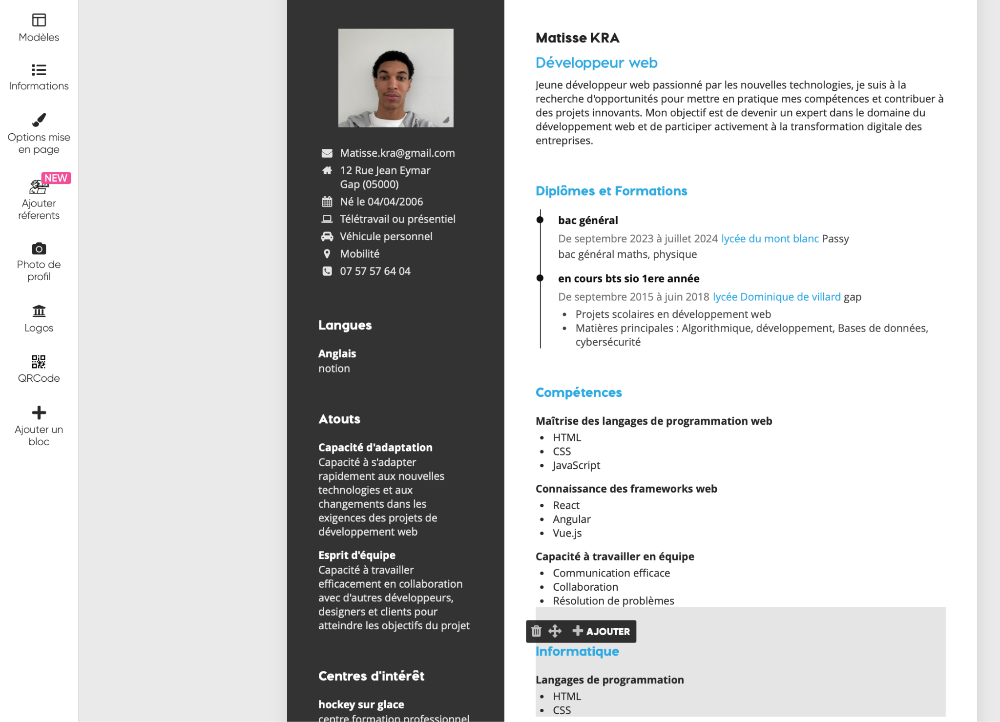 Modèles
Informations
Options mise
en page
NEW
Ajouter
réferents
Photo de
profil
Logos
QRCode
Ajouter un
bloc
Matisse.kra@gmail.com
12 Rue Jean Eymar
Gap (05000)
Né le 04/04/2006
Télétravail ou présentiel
Véhicule personnel
Mobilité
07 57 57 64 04
Langues
Anglais
notion
Atouts
Capacité d'adaptation
Capacité à s'adapter
rapidement aux nouvelles
technologies et aux
changements dans les
exigences des projets de
développement web
Esprit d'équipe
Capacité à travailler
efficacement en collaboration
avec d'autres développeurs,
designers et clients pour
atteindre les objectifs du projet
Centres d'intérêt
hockey sur glace
centre formation professionnel
Matisse KRA
Développeur web
Jeune développeur web passionné par les nouvelles technologies, je suis à la
recherche d'opportunités pour mettre en pratique mes compétences et contribuer à
des projets innovants. Mon objectif est de devenir un expert dans le domaine du
développement web et de participer activement à la transformation digitale des
entreprises.
Diplômes et Formations
bac général
De septembre 2023 à juillet 2024 lycée du mont blanc Passy
bac général maths, physique
en cours bts sio 1ere année
De septembre 2015 à juin 2018 lycée Dominique de villard gap
• Projets scolaires en développement web
• Matières principales : Algorithmique, développement, Bases de données,
cybersécurité
Compétences
Maîtrise des langages de programmation web
• HTML
• CSS
• JavaScript
Connaissance des frameworks web
• React
• Angular
• Vue.js
Capacité à travailler en équipe
• Communication efficace
• Collaboration
• Résolution de problèmes
AJOUTER
Informatique
Langages de programmation
• HTML
• CSS